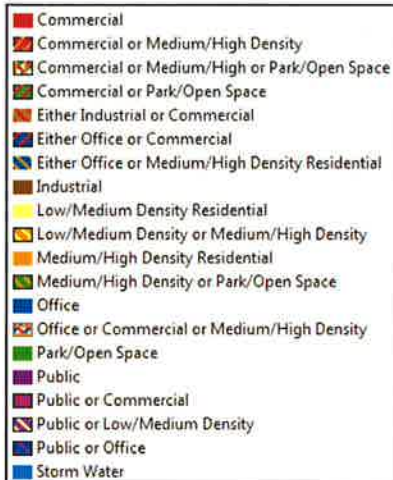 Commercial
Commercial or Medium/High Density
Commercial or Medium/High or Park/Open Space
Commercial or Park/Open Space
Either Industrial or Commercial
Either Office or Commercial
Either Office or Medium/High Density Residential
Industrial
Low/Medium Density Residential
Low/Medium Density or Medium/High Density
Medium/High Density Residential
Medium/High Density or Park/Open Space
Office
Office or Commercial or Medium/High Density
Park/Open Space
Public
Public or Commercial
Public or Low/Medium Density
Public or Office
Storm Water